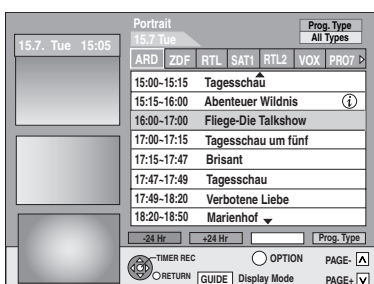 Portrait
Prog. Type
15.7. Tue 15:05
15.7 Tue
All Types
ARD ZDF RTL SAT1 RTL2 VOX PRO7
15:00~15:15 Tagesschau
15:15~16:00 Abenteuer Wildnis i
16:00~17:00 Fliege-Die Talkshow
17:00~17:15 Tagesschau um fünf
17:15~17:47 Brisant
17:47~17:49 Tagesschau
17:49~18:20 Verbotene Liebe
18:20~18:50 Marienhof
-24 Hr +24 Hr Prog. Type
TIMER REC OPTION PAGE-
RETURN GUIDE Display Mode PAGE+